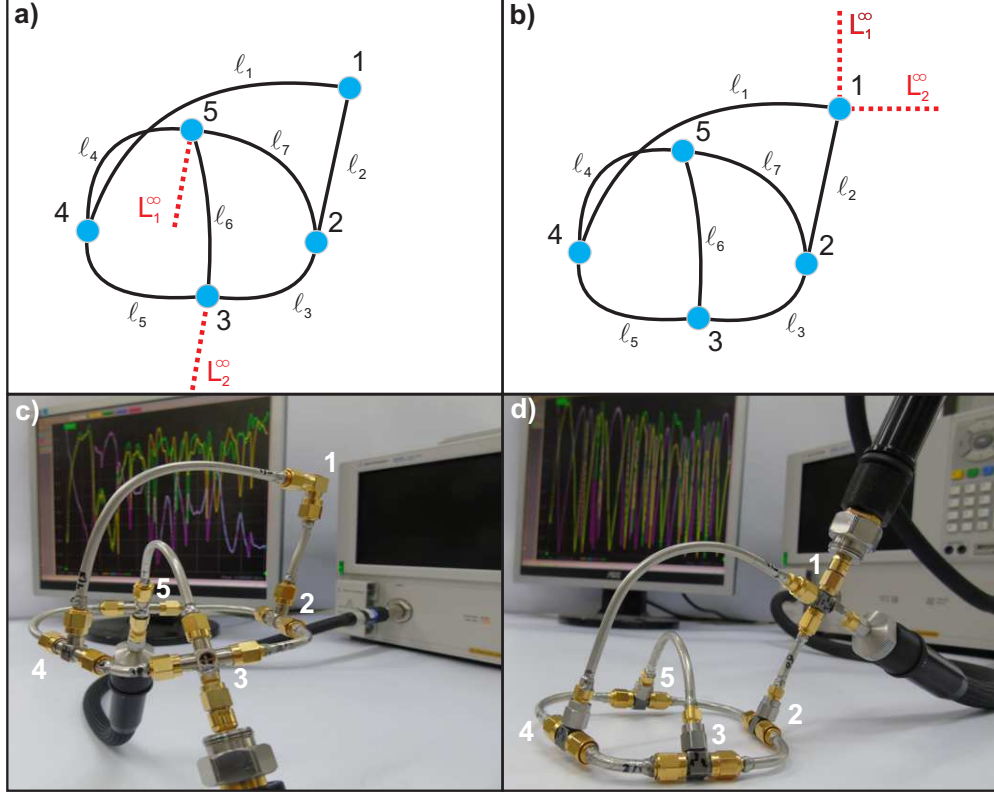 a)
1
ℓ₁
5
ℓ₄
ℓ₇
ℓ₂
L₁^∞
4
ℓ₆
2
ℓ₅
3
ℓ₃
L₂^∞
b)
L₁^∞
1
L₂^∞
ℓ₁
5
ℓ₄
ℓ₇
ℓ₂
4
ℓ₆
2
ℓ₅
3
ℓ₃
c)
1
5
2
4
3
d)
1
5
2
4
3